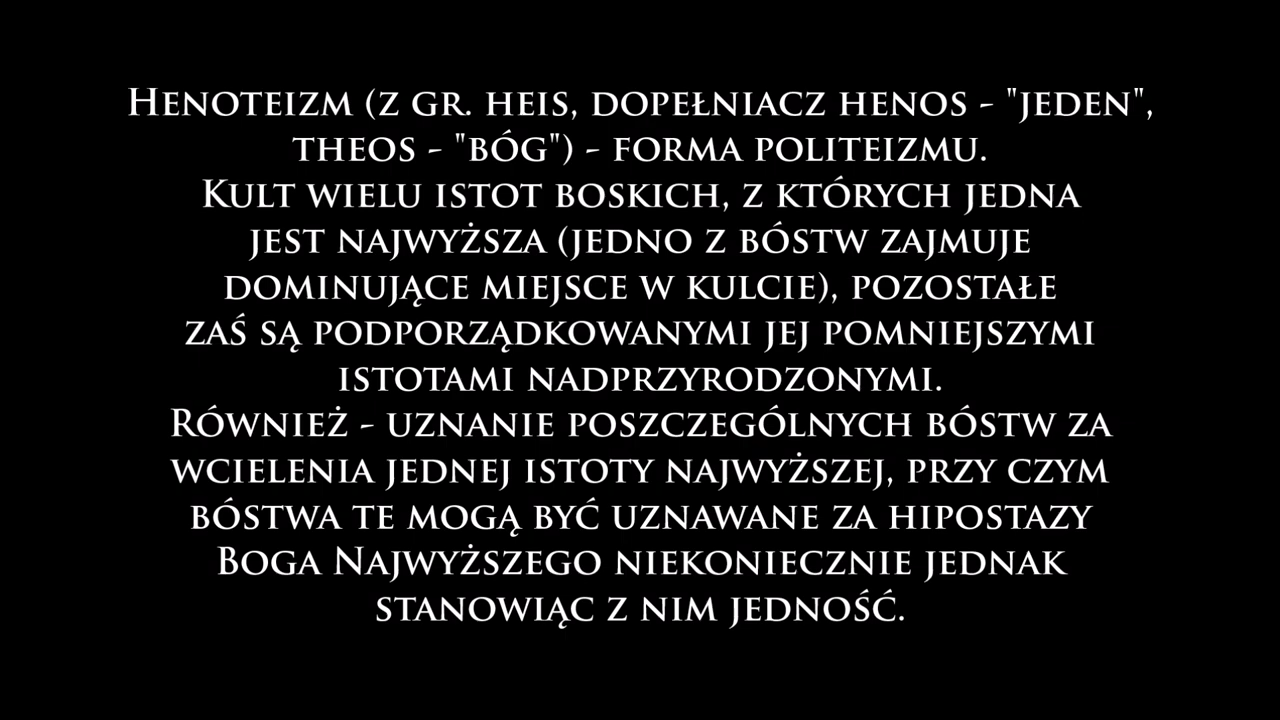 Henoteizm (z gr. heis, dopełniacz henos - "jeden",
theos - "bóg") - forma politeizmu.
Kult wielu istot boskich, z których jedna
jest najwyższa (jedno z bóstw zajmuje
dominujące miejsce w kulcie), pozostałe
zaś są podporządkowanymi jej pomniejszymi
istotami nadprzyrodzonymi.
Również - uznanie poszczególnych bóstw za
wcielenia jednej istoty najwyższej, przy czym
bóstwa te mogą być uznawane za hipostazy
Boga Najwyższego niekoniecznie jednak
stanowiąc z nim jedność.